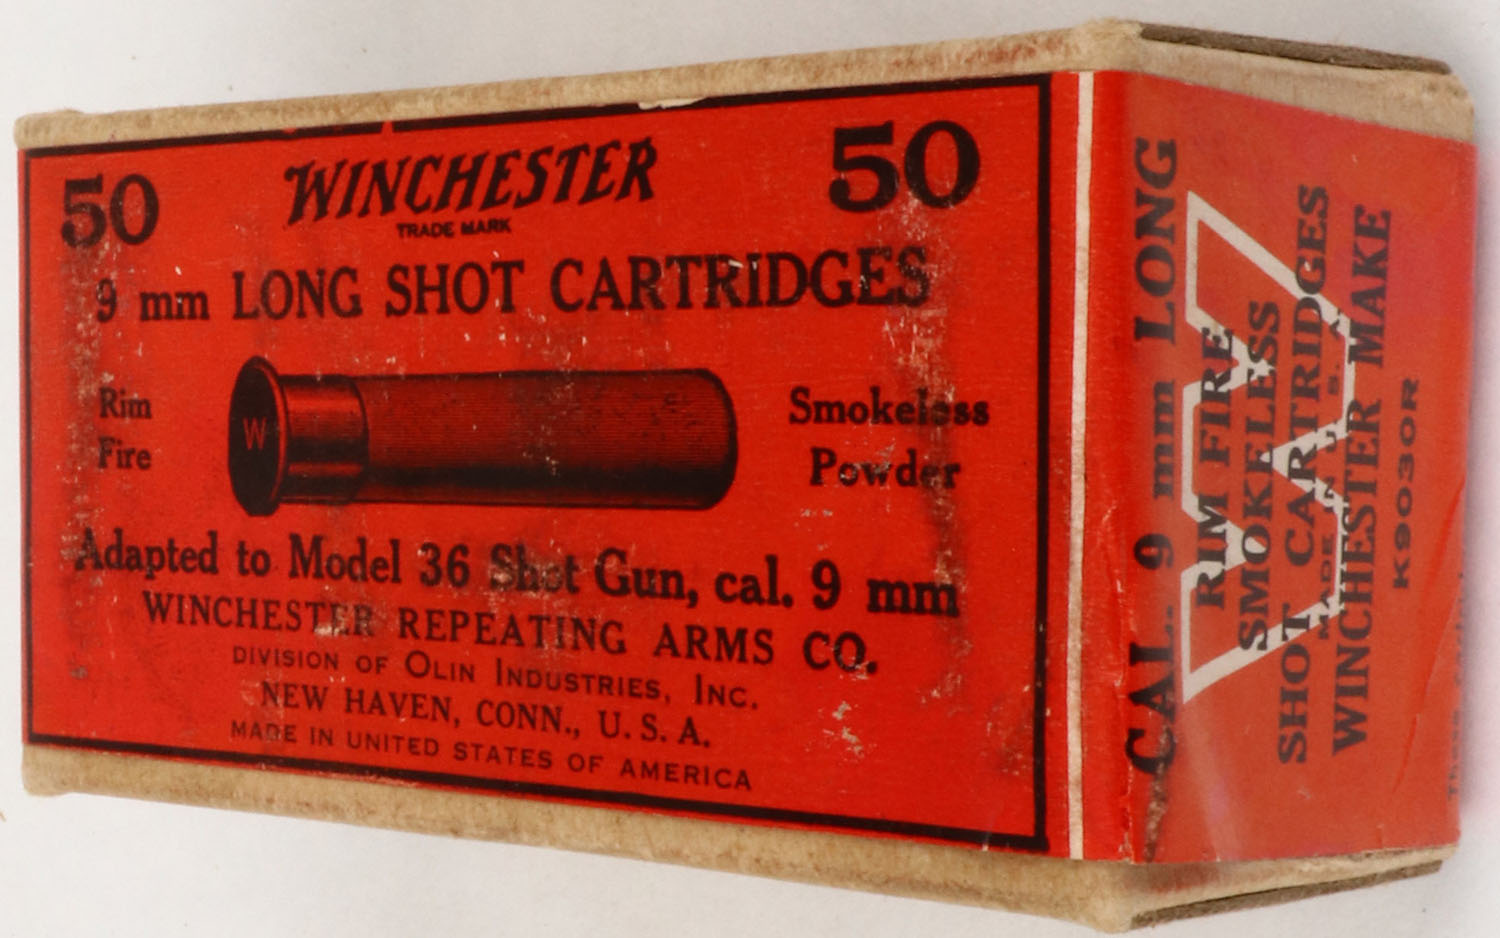 50 WINCHESTER 50
TRADE MARK
9 mm LONG SHOT CARTRIDGES
Rim
Fire
W
Smokeless
Powder
Adapted to Model 36 Shot Gun, cal. 9 mm
WINCHESTER REPEATING ARMS CO.
DIVISION OF OLIN INDUSTRIES, INC.
NEW HAVEN, CONN., U. S. A.
MADE IN UNITED STATES OF AMERICA
CAL. 9 mm LONG
W
RIM FIRE
SMOKELESS
SHOT CARTRIDGES
MADE IN U. S.
WINCHESTER MAKE
K9030R